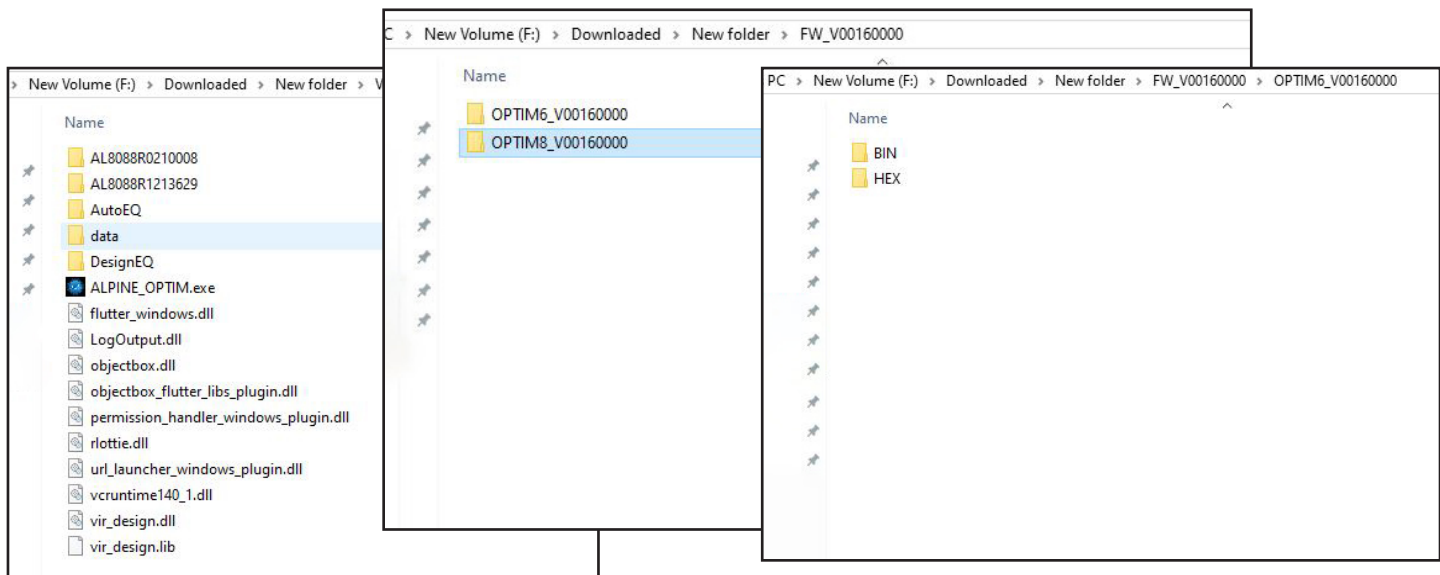 > New Volume (F:) > Downloaded > New folder > V
Name
AL8088R0210008
AL8088R1213629
AutoEQ
data
DesignEQ
ALPINE_OPTIM.exe
flutter_windows.dll
LogOutput.dll
objectbox.dll
objectbox_flutter_libs_plugin.dll
permission_handler_windows_plugin.dll
rlottie.dll
url_launcher_windows_plugin.dll
vcruntime140_1.dll
vir_design.dll
vir_design.lib
C > New Volume (F:) > Downloaded > New folder > FW_V00160000
Name
OPTIM6_V00160000
OPTIM8_V00160000
PC > New Volume (F:) > Downloaded > New folder > FW_V00160000 > OPTIM6_V00160000
Name
BIN
HEX